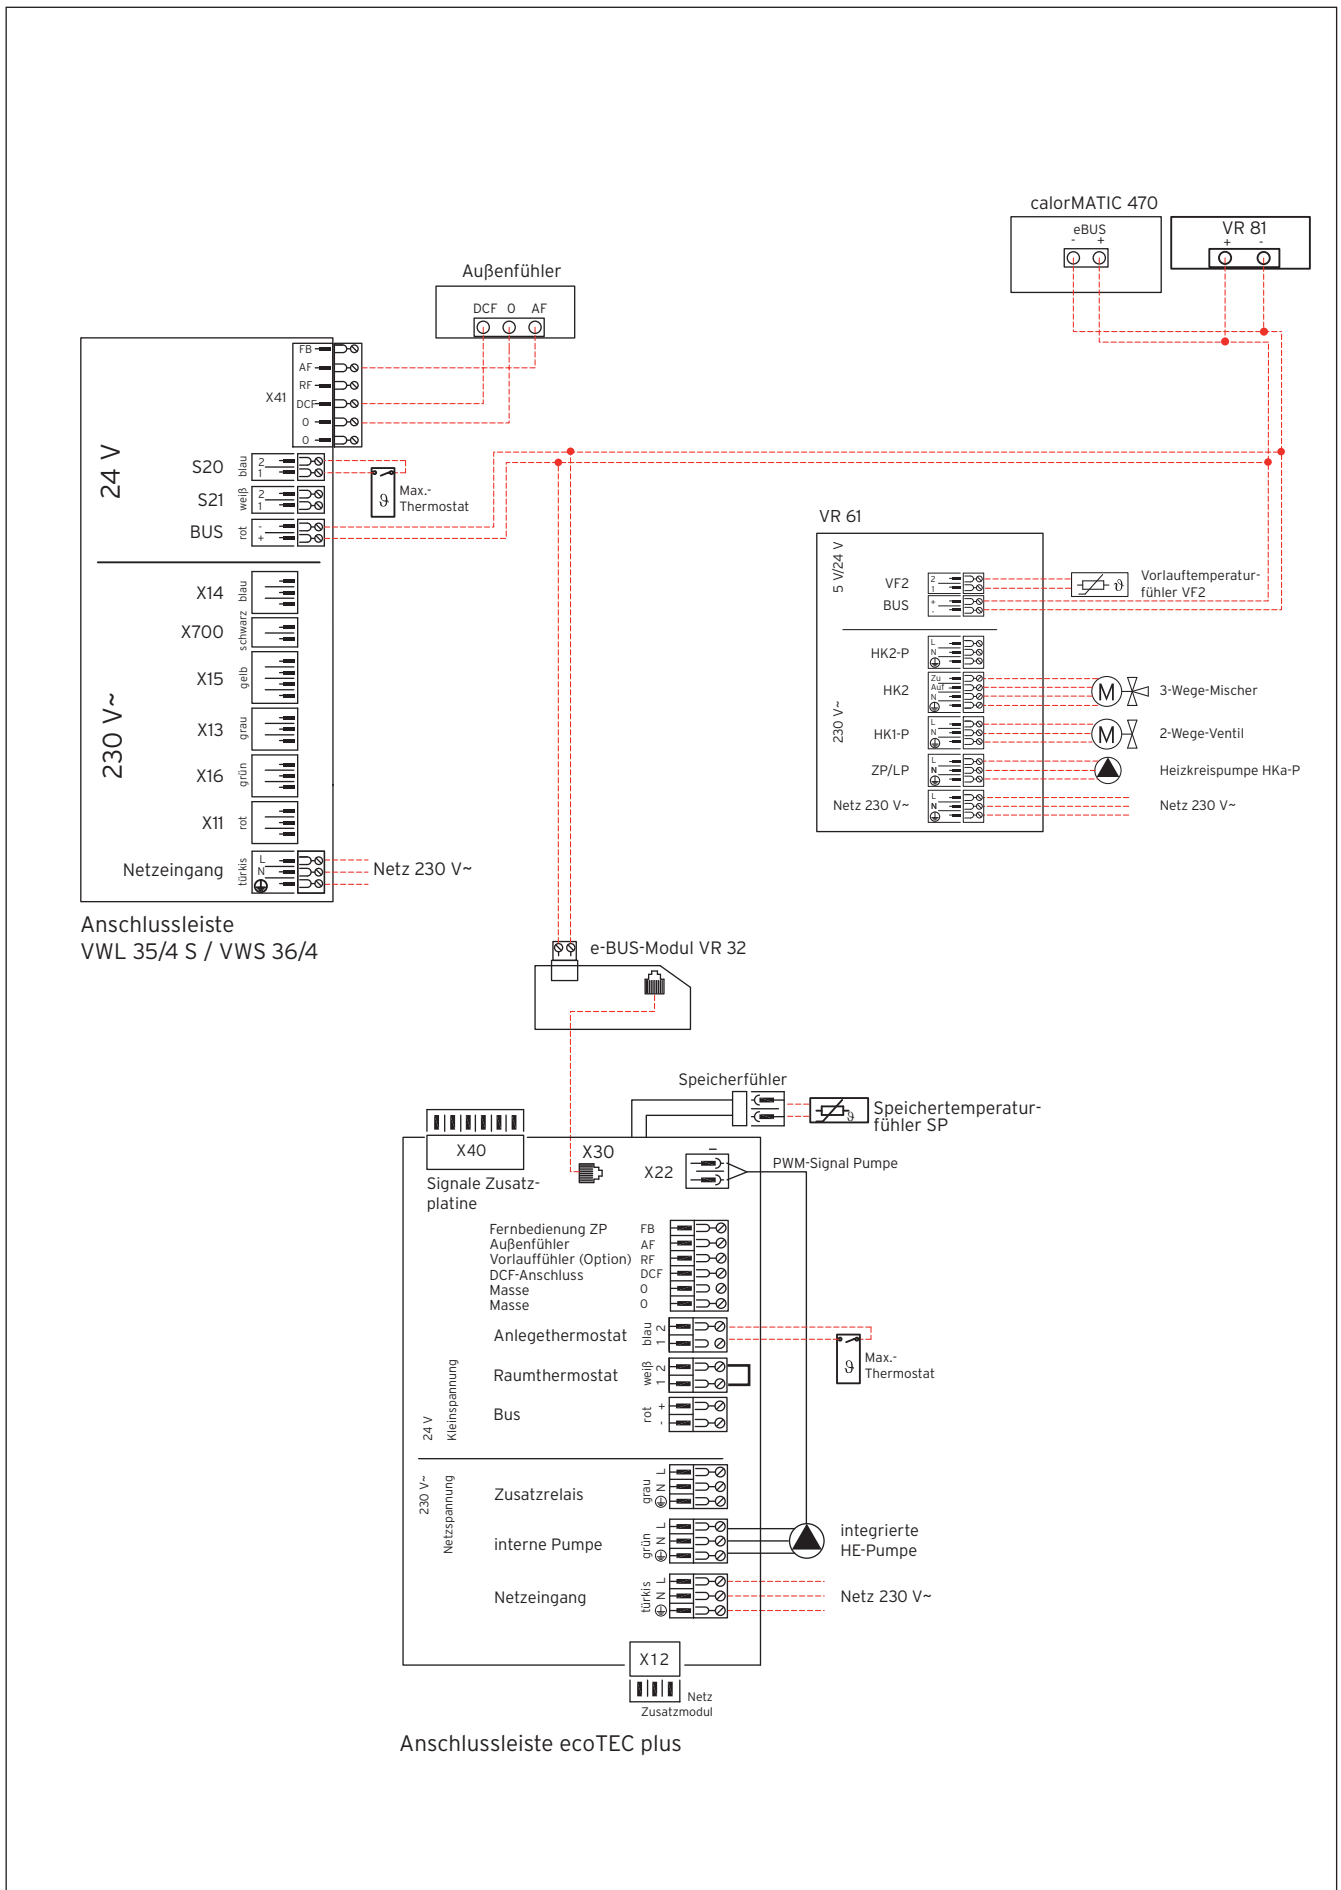 calorMATIC 470
eBUS
- +
VR 81
+ -
Außenfühler
DCF 0 AF
24 V
X41
FB
AF
RF
DCF
0
0
S20
blau
2
1
Max.-
Thermostat
S21
weiß
2
1
BUS
rot
-
+
230 V~
X14
blau
X700
schwarz
X15
gelb
X13
grau
X16
grün
X11
rot
Netzeingang
türkis
L
N
Netz 230 V~
Anschlussleiste
VWL 35/4 S / VWS 36/4
VR 61
5 V/24 V
VF2
2
1
Vorlauftemperatur-
fühler VF2
BUS
+
-
230 V~
HK2-P
L
N
HK2
Zu
Auf
N
M
3-Wege-Mischer
HK1-P
L
N
M
2-Wege-Ventil
ZP/LP
L
N
Heizkreispumpe HKa-P
Netz 230 V~
L
N
Netz 230 V~
e-BUS-Modul VR 32
Speicherfühler
Speichertemperatur-
fühler SP
X40
Signale Zusatz-
platine
X30
X22
PWM-Signal Pumpe
Fernbedienung ZP FB
Außenfühler AF
Vorlauffühler (Option) RF
DCF-Anschluss DCF
Masse 0
Masse 0
Anlegethermostat
blau
1 2
Max.-
Thermostat
Raumthermostat
weiß
1 2
Bus
rot
+
-
24 V
Kleinspannung
230 V~
Netzspannung
Zusatzrelais
grau
L
N
interne Pumpe
grün
L
N
integrierte
HE-Pumpe
Netzeingang
türkis
L
N
Netz 230 V~
X12
Netz
Zusatzmodul
Anschlussleiste ecoTEC plus